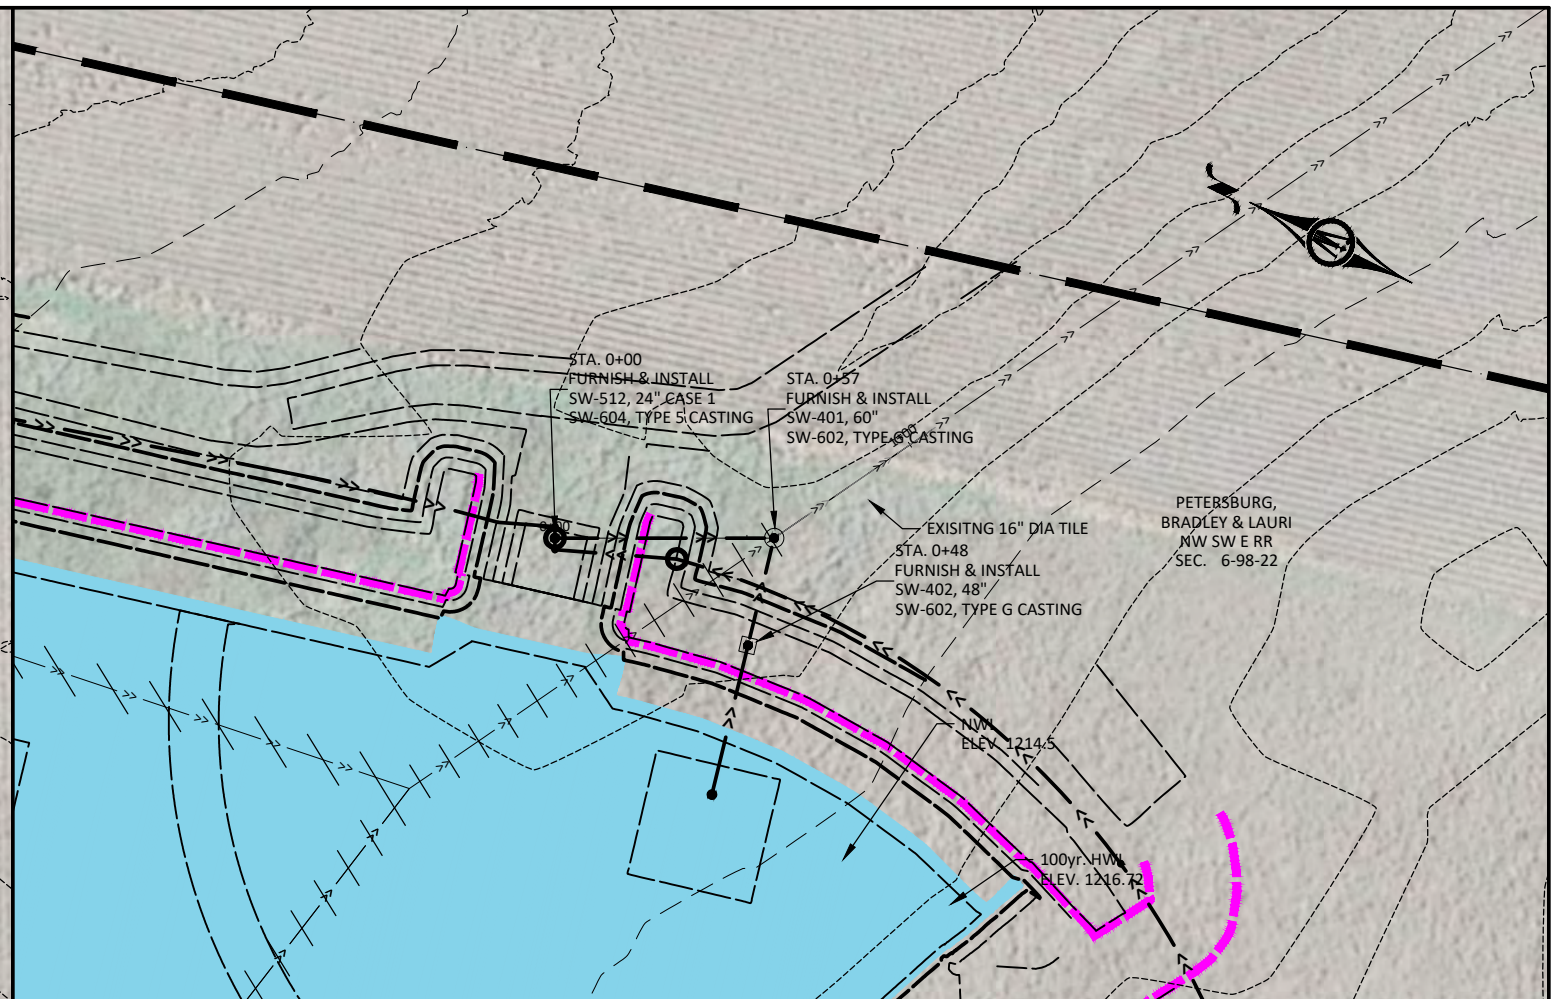 STA. 0+00
FURNISH & INSTALL
SW-512, 24" CASE 1
SW-604, TYPE 5 CASTING
STA. 0+57
FURNISH & INSTALL
SW-401, 60"
SW-602, TYPE G CASTING
PETERSBURG,
BRADLEY & LAURI
NW SW E RR
SEC. 6-98-22
EXISITNG 16" DIA TILE
STA. 0+48
FURNISH & INSTALL
SW-402, 48"
SW-602, TYPE G CASTING
NWL
ELEV. 1214.5
100yr. HWL
ELEV. 1216.72